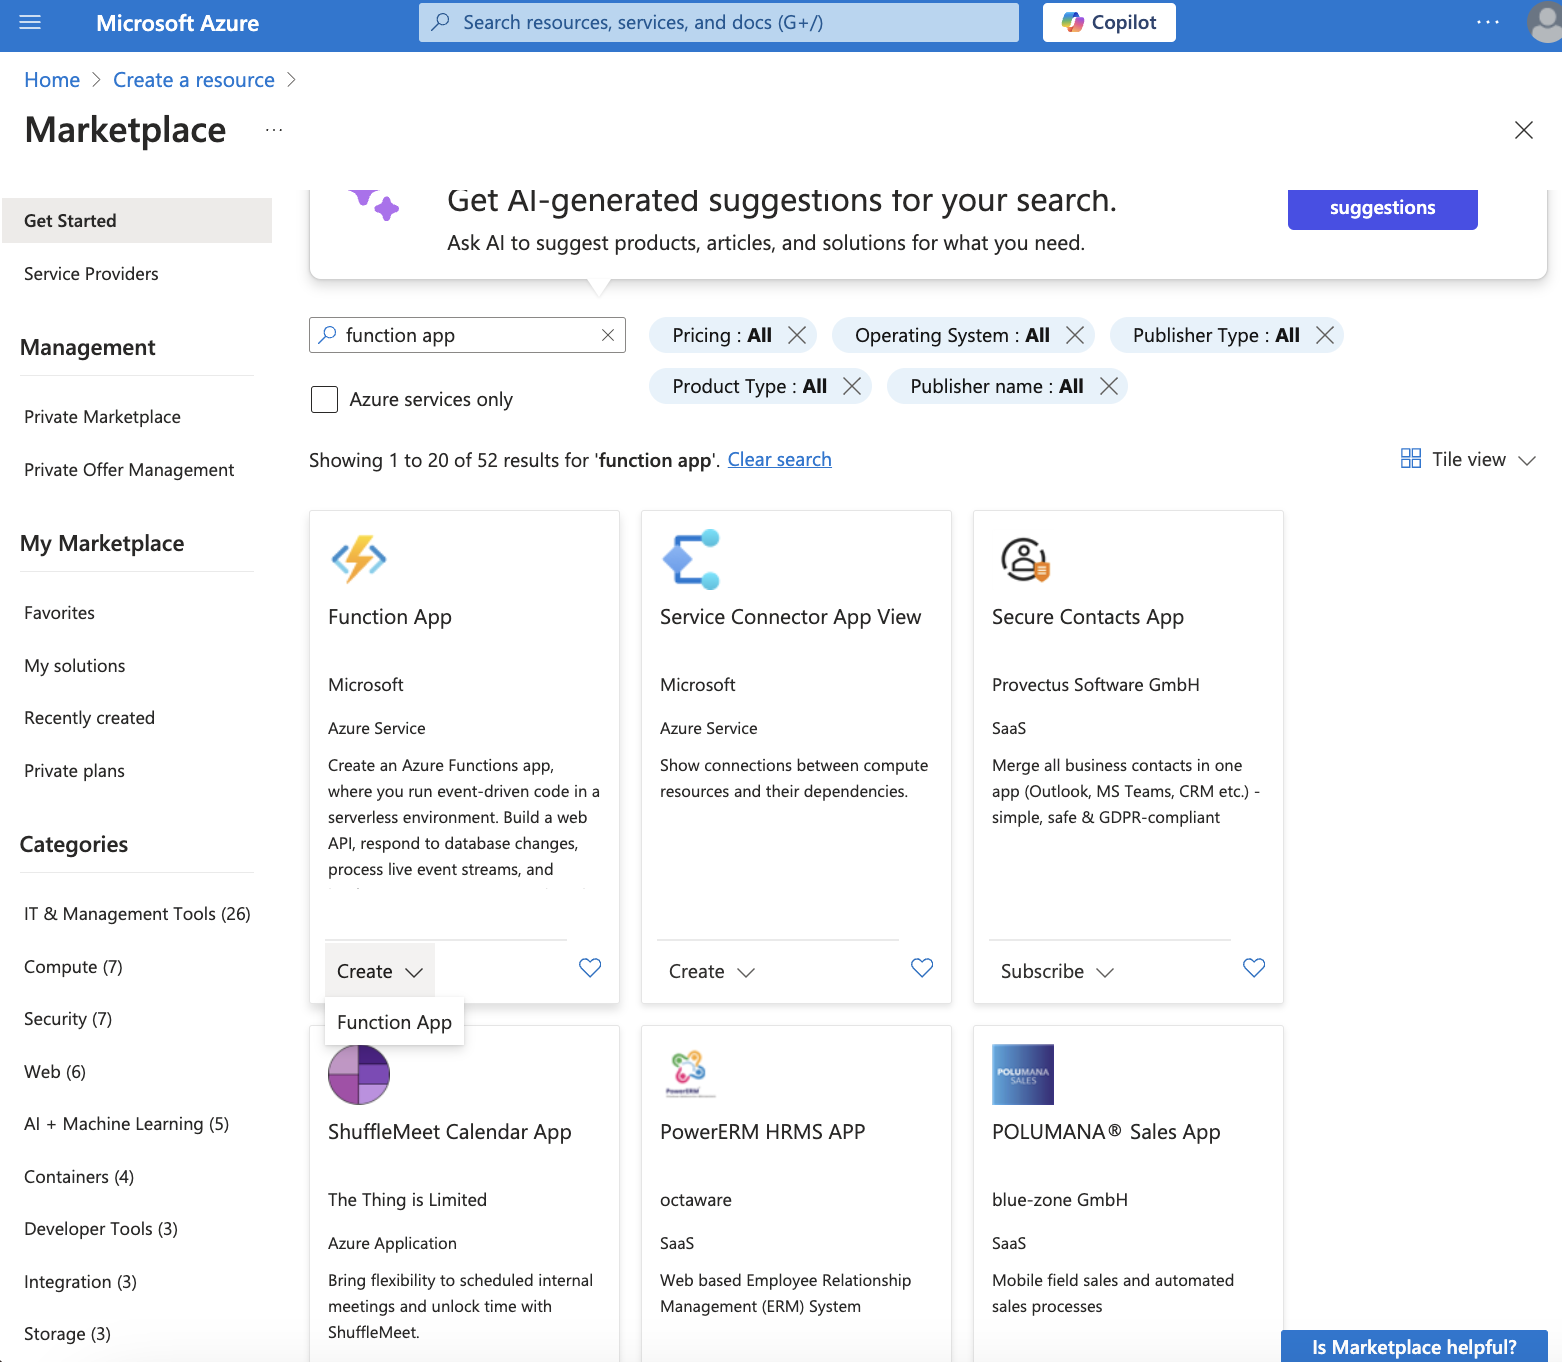 Microsoft Azure
Search resources, services, and docs (G+/)
Copilot
...
Home > Create a resource >
Marketplace ...
Get Started
Service Providers
Management
Private Marketplace
Private Offer Management
My Marketplace
Favorites
My solutions
Recently created
Private plans
Categories
IT & Management Tools (26)
Compute (7)
Security (7)
Web (6)
AI + Machine Learning (5)
Containers (4)
Developer Tools (3)
Integration (3)
Storage (3)
Get AI-generated suggestions for your search.
Ask AI to suggest products, articles, and solutions for what you need.
suggestions
function app
Pricing : All
Operating System : All
Publisher Type : All
Product Type : All
Publisher name : All
Azure services only
Showing 1 to 20 of 52 results for 'function app'. Clear search
Tile view
Function App
Microsoft
Azure Service
Create an Azure Functions app,
where you run event-driven code in a
serverless environment. Build a web
API, respond to database changes,
process live event streams, and
Create
Function App
Service Connector App View
Microsoft
Azure Service
Show connections between compute
resources and their dependencies.
Create
Secure Contacts App
Provectus Software GmbH
SaaS
Merge all business contacts in one
app (Outlook, MS Teams, CRM etc.) -
simple, safe & GDPR-compliant
Subscribe
ShuffleMeet Calendar App
The Thing is Limited
Azure Application
Bring flexibility to scheduled internal
meetings and unlock time with
ShuffleMeet.
PowerERM
PowerERM HRMS APP
octaware
SaaS
Web based Employee Relationship
Management (ERM) System
POLUMANA
SALES
POLUMANA® Sales App
blue-zone GmbH
SaaS
Mobile field sales and automated
sales processes
Is Marketplace helpful?